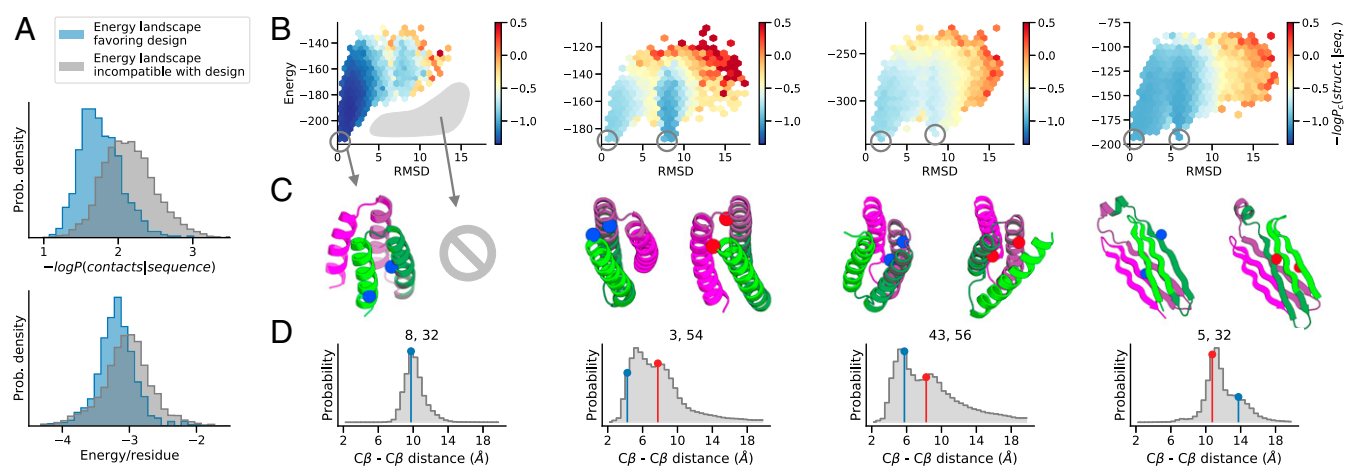 A
Energy landscape
favoring design
Energy landscape
incompatible with design
Prob. density
2
3
−logP(contacts|sequence)
Prob. density
−4
−3
−2
Energy/residue
B
Energy
−140
−160
−180
−200
0
5
10
15
RMSD
0.5
0.0
−0.5
−1.0
−120
−140
−160
−180
0
5
10
15
RMSD
0.5
0.0
−0.5
−1.0
−250
−300
0
5
10
15
RMSD
0.5
0.0
−0.5
−1.0
−75
−100
−125
−150
−175
−200
0
5
10
15
RMSD
0.5
0.0
−0.5
−1.0
−logPC(struct.|seq.)
C
D
8, 32
Probability
2
6
10
14
18
Cβ - Cβ distance (Å)
3, 54
Probability
2
6
10
14
18
Cβ - Cβ distance (Å)
43, 56
Probability
2
6
10
14
18
Cβ - Cβ distance (Å)
5, 32
Probability
2
6
10
14
18
Cβ - Cβ distance (Å)